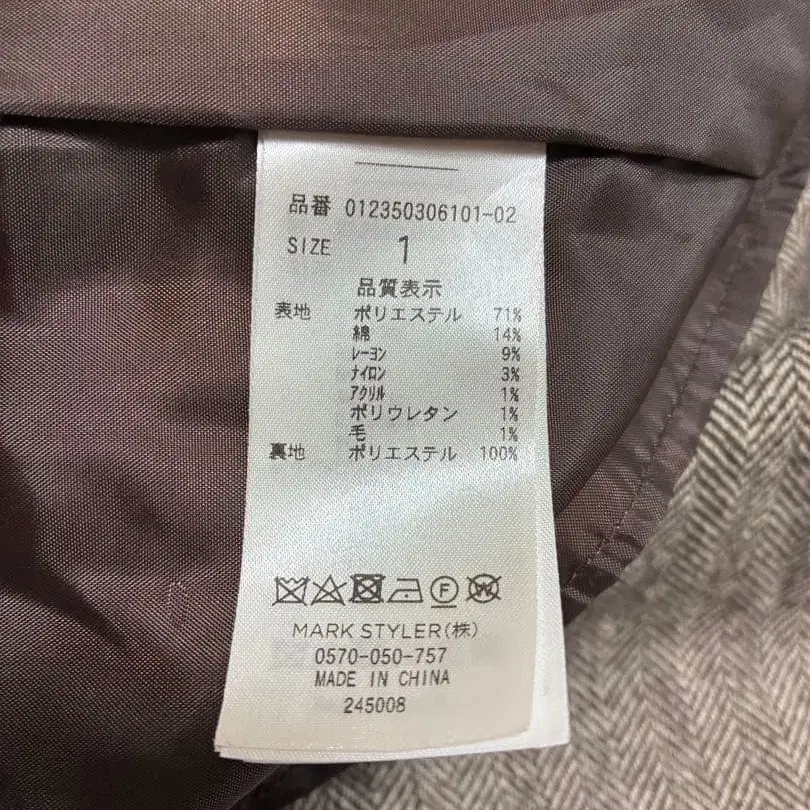 品番 012350306101-02
SIZE 1
品質表示
表地 ポリエステル 71%
綿 14%
レーヨン 9%
ナイロン 3%
アクリル 1%
ポリウレタン 1%
毛 1%
裏地 ポリエステル 100%
F W
MARK STYLER(株)
0570-050-757
MADE IN CHINA
245008